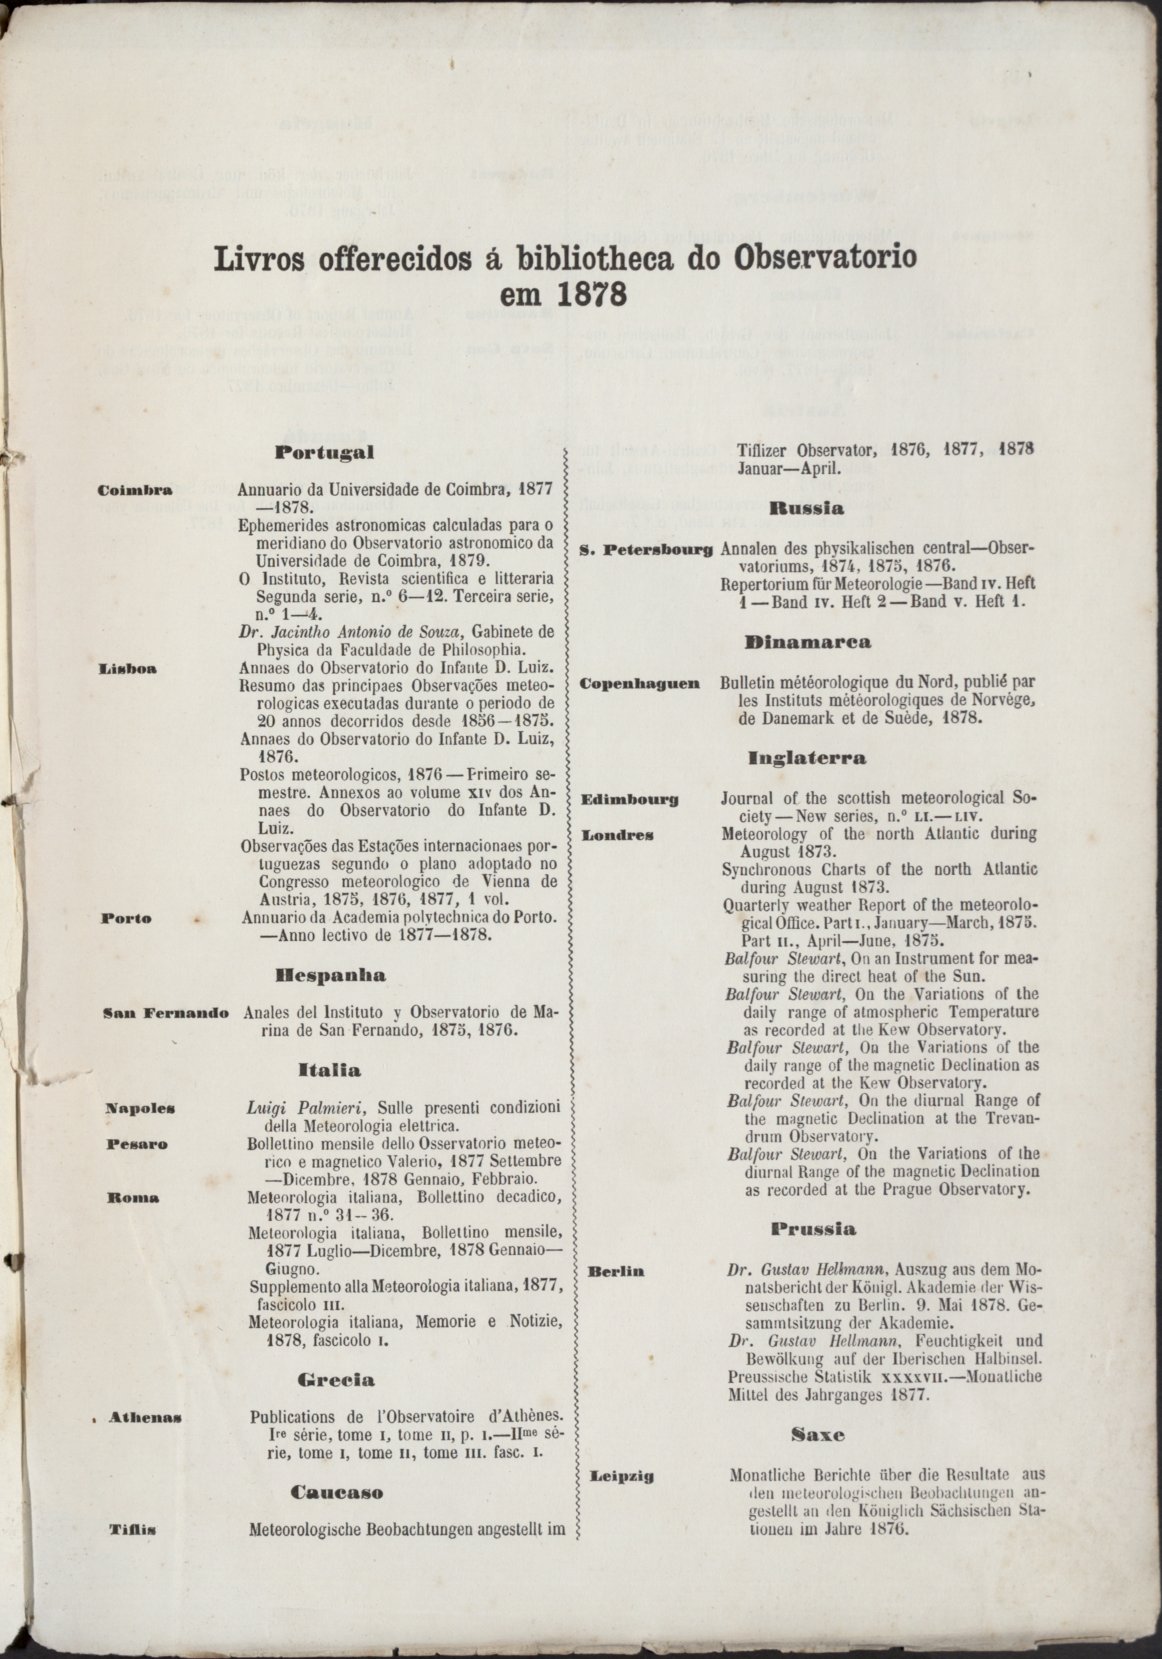 Livros offerecidos á bibliotheca do Observatorio
em 1878
Portugal
Coimbra Annuario da Universidade de Coimbra, 1877
—1878.
Ephemerides astronomicas calculadas para o
meridiano do Observatorio astronomico da
Universidade de Coimbra, 1879.
O Instituto, Revista scientifica e litteraria
Segunda serie, n.º 6—12. Terceira serie,
n.º 1—4.
Dr. Jacintho Antonio de Souza, Gabinete de
Physica da Faculdade de Philosophia.
Lisboa Annaes do Observatorio do Infante D. Luiz.
Resumo das principaes Observações meteo-
rologicas executadas durante o periodo de
20 annos decorridos desde 1856—1875.
Annaes do Observatorio do Infante D. Luiz,
1876.
Postos meteorologicos, 1876—Primeiro se-
mestre. Annexos ao volume XIV dos An-
naes do Observatorio do Infante D.
Luiz.
Observações das Estações internacionaes por-
tuguezas segundo o plano adoptado no
Congresso meteorologico de Vienna de
Austria, 1875, 1876, 1877, 1 vol.
Porto Annuario da Academia polytechnica do Porto.
—Anno lectivo de 1877—1878.
Hespanha
San Fernando Anales del Instituto y Observatorio de Ma-
rina de San Fernando, 1875, 1876.
Italia
Napoles Luigi Palmieri, Sulle presenti condizioni
della Meteorologia elettrica.
Pesaro Bollettino mensile dello Osservatorio meteo-
rico e magnetico Valerio, 1877 Settembre
—Dicembre, 1878 Gennaio, Febbraio.
Roma Meteorologia italiana, Bollettino decadico,
1877 n.º 31—36.
Meteorologia italiana, Bollettino mensile,
1877 Luglio—Dicembre, 1878 Gennaio—
Giugno.
Supplemento alla Meteorologia italiana, 1877,
fascicolo III.
Meteorologia italiana, Memorie e Notizie,
1878, fascicolo I.
Grecia
Athenas Publications de l'Observatoire d'Athènes.
Ire série, tome I, tome II, p. I.—IIme sé-
rie, tome I, tome II, tome III. fasc. I.
Caucaso
Tiflis Meteorologische Beobachtungen angestellt im
Tiflizer Observator, 1876, 1877, 1878
Januar—April.
Russia
S. Petersbourg Annalen des physikalischen central—Obser-
vatoriums, 1874, 1875, 1876.
Repertorium für Meteorologie—Band IV. Heft
1—Band IV. Heft 2—Band V. Heft 1.
Dinamarca
Copenhaguen Bulletin météorologique du Nord, publié par
les Instituts météorologiques de Norvége,
de Danemark et de Suède, 1878.
Inglaterra
Edimbourg Journal of the scottish meteorological So-
ciety—New series, n.º LI.—LIV.
Londres Meteorology of the north Atlantic during
August 1873.
Synchronous Charts of the north Atlantic
during August 1873.
Quarterly weather Report of the meteorolo-
gical Office. Part I., January—March, 1875.
Part II., April—June, 1875.
Balfour Stewart, On an Instrument for mea-
suring the direct heat of the Sun.
Balfour Stewart, On the Variations of the
daily range of atmospheric Temperature
as recorded at the Kew Observatory.
Balfour Stewart, On the Variations of the
daily range of the magnetic Declination as
recorded at the Kew Observatory.
Balfour Stewart, On the diurnal Range of
the magnetic Declination at the Trevan-
drum Observatory.
Balfour Stewart, On the Variations of the
diurnal Range of the magnetic Declination
as recorded at the Prague Observatory.
Prussia
Berlin Dr. Gustav Hellmann, Auszug aus dem Mo-
natsbericht der Königl. Akademie der Wis-
senschaften zu Berlin. 9. Mai 1878. Ge-
sammtsitzung der Akademie.
Dr. Gustav Hellmann, Feuchtigkeit und
Bewölkung auf der Iberischen Halbinsel.
Preussische Statistik XXXXVII.—Monatliche
Mittel des Jahrganges 1877.
Saxe
Leipzig Monatliche Berichte über die Resultate aus
den meteorologischen Beobachtungen an-
gestellt an den Königlich Sächsischen Sta-
tionen im Jahre 1876.